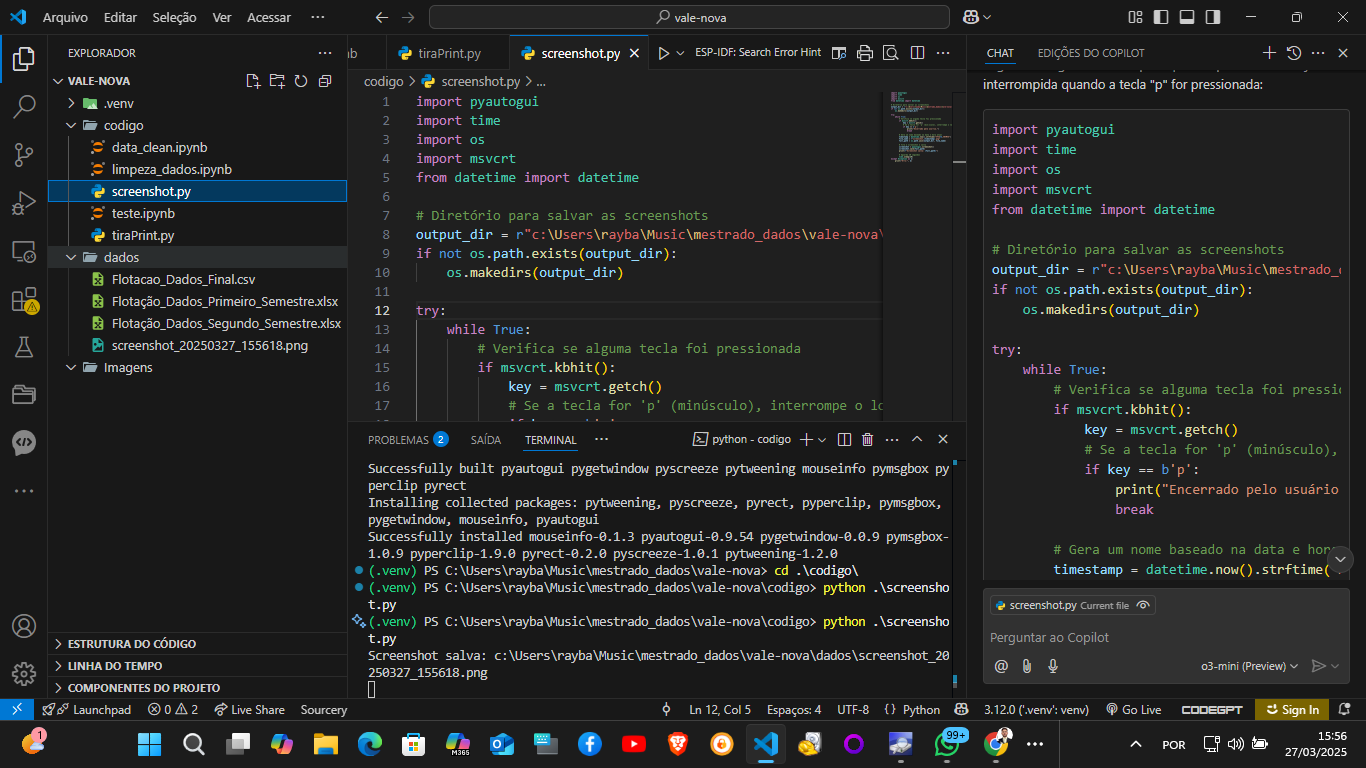 Arquivo Editar Seleção Ver Acessar ···
vale-nova
EXPLORADOR
VALE-NOVA
.venv
codigo
data_clean.ipynb
limpeza_dados.ipynb
screenshot.py
teste.ipynb
tiraPrint.py
dados
Flotacao_Dados_Final.csv
Flotação_Dados_Primeiro_Semestre.xlsx
Flotação_Dados_Segundo_Semestre.xlsx
screenshot_20250327_155618.png
Imagens
ESTRUTURA DO CÓDIGO
LINHA DO TEMPO
COMPONENTES DO PROJETO
nb tiraPrint.py screenshot.py ESP-IDF: Search Error Hint
codigo > screenshot.py > ...
1 import pyautogui
2 import time
3 import os
4 import msvcrt
5 from datetime import datetime
6
7 # Diretório para salvar as screenshots
8 output_dir = r"c:\Users\rayba\Music\mestrado_dados\vale-nova\
9 if not os.path.exists(output_dir):
10 os.makedirs(output_dir)
11
12 try:
13 while True:
14 # Verifica se alguma tecla foi pressionada
15 if msvcrt.kbhit():
16 key = msvcrt.getch()
17 # Se a tecla for 'p' (minúsculo), interrompe o lo
PROBLEMAS 2 SAÍDA TERMINAL ··· python - codigo
Successfully built pyautogui pygetwindow pyscreeze pytweening mouseinfo pymsgbox py
perclip pyrect
Installing collected packages: pytweening, pyscreeze, pyrect, pyperclip, pymsgbox,
pygetwindow, mouseinfo, pyautogui
Successfully installed mouseinfo-0.1.3 pyautogui-0.9.54 pygetwindow-0.0.9 pymsgbox-
1.0.9 pyperclip-1.9.0 pyrect-0.2.0 pyscreeze-1.0.1 pytweening-1.2.0
(.venv) PS C:\Users\rayba\Music\mestrado_dados\vale-nova> cd .\codigo\
(.venv) PS C:\Users\rayba\Music\mestrado_dados\vale-nova\codigo> python .\screensho
t.py
(.venv) PS C:\Users\rayba\Music\mestrado_dados\vale-nova\codigo> python .\screensho
t.py
Screenshot salva: c:\Users\rayba\Music\mestrado_dados\vale-nova\dados\screenshot_20
250327_155618.png
CHAT EDIÇÕES DO COPILOT
interrompida quando a tecla "p" for pressionada:
import pyautogui
import time
import os
import msvcrt
from datetime import datetime
# Diretório para salvar as screenshots
output_dir = r"c:\Users\rayba\Music\mestrado_d
if not os.path.exists(output_dir):
os.makedirs(output_dir)
try:
while True:
# Verifica se alguma tecla foi pressio
if msvcrt.kbhit():
key = msvcrt.getch()
# Se a tecla for 'p' (minúsculo),
if key == b'p':
print("Encerrado pelo usuário
break
# Gera um nome baseado na data e hor
timestamp = datetime.now().strftime("
screenshot.py Current file
Perguntar ao Copilot
@ o3-mini (Preview)
Launchpad 0 2 Live Share Sourcery Ln 12, Col 5 Espaços: 4 UTF-8 { } Python 3.12.0 ('.venv': venv) Go Live CODEGPT Sign In
1 M365 99+ POR 15:56
27/03/2025